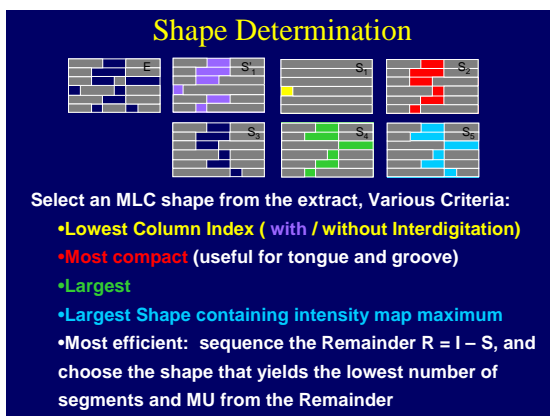 Shape Determination
E S'1 S1 S2
S3 S4 S5
Select an MLC shape from the extract, Various Criteria:
•Lowest Column Index ( with / without Interdigitation)
•Most compact (useful for tongue and groove)
•Largest
•Largest Shape containing intensity map maximum
•Most efficient: sequence the Remainder R = I – S, and
choose the shape that yields the lowest number of
segments and MU from the Remainder